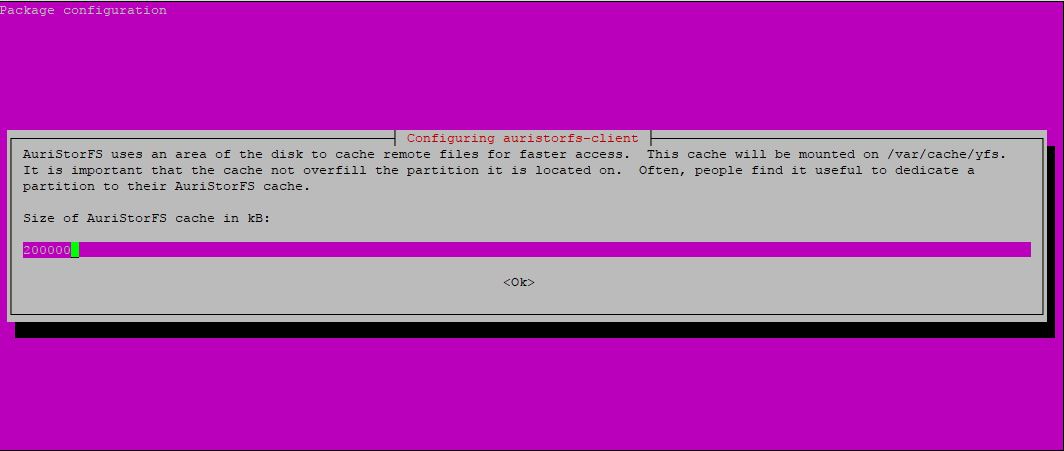 Package configuration
Configuring auristorfs-client
AuriStorFS uses an area of the disk to cache remote files for faster access.  This cache will be mounted on /var/cache/yfs.
It is important that the cache not overfill the partition it is located on.  Often, people find it useful to dedicate a
partition to their AuriStorFS cache.
Size of AuriStorFS cache in kB:
200000
<Ok>